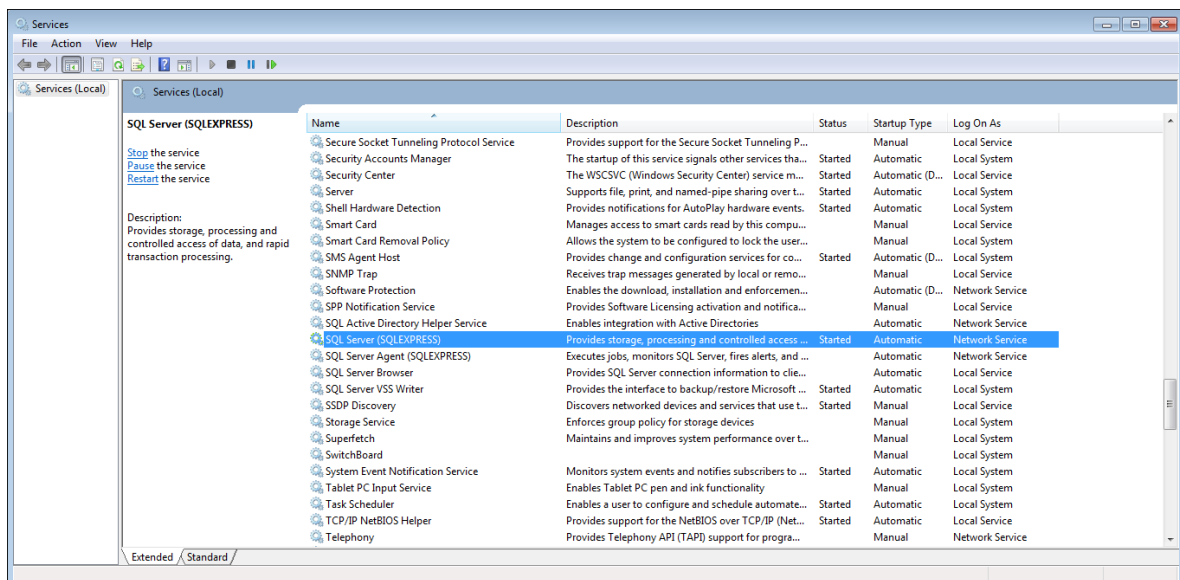 Services
File Action View Help
Services (Local)
Services (Local)
SQL Server (SQLEXPRESS)
Stop the service
Pause the service
Restart the service
Description:
Provides storage, processing and
controlled access of data, and rapid
transaction processing.
Name Description Status Startup Type Log On As
Secure Socket Tunneling Protocol Service Provides support for the Secure Socket Tunneling P... Manual Local Service
Security Accounts Manager The startup of this service signals other services tha... Started Automatic Local System
Security Center The WSCSVC (Windows Security Center) service m... Started Automatic (D... Local Service
Server Supports file, print, and named-pipe sharing over t... Started Automatic Local System
Shell Hardware Detection Provides notifications for AutoPlay hardware events. Started Automatic Local System
Smart Card Manages access to smart cards read by this compu... Manual Local Service
Smart Card Removal Policy Allows the system to be configured to lock the user... Manual Local System
SMS Agent Host Provides change and configuration services for co... Started Automatic (D... Local System
SNMP Trap Receives trap messages generated by local or remo... Manual Local Service
Software Protection Enables the download, installation and enforcemen... Automatic (D... Network Service
SPP Notification Service Provides Software Licensing activation and notifica... Manual Local Service
SQL Active Directory Helper Service Enables integration with Active Directories Automatic Network Service
SQL Server (SQLEXPRESS) Provides storage, processing and controlled access ... Started Automatic Network Service
SQL Server Agent (SQLEXPRESS) Executes jobs, monitors SQL Server, fires alerts, and ... Automatic Network Service
SQL Server Browser Provides SQL Server connection information to clie... Automatic Network Service
SQL Server VSS Writer Provides the interface to backup/restore Microsoft ... Started Automatic Local System
SSDP Discovery Discovers networked devices and services that use t... Started Manual Local Service
Storage Service Enforces group policy for storage devices Manual Local System
Superfetch Maintains and improves system performance over t... Manual Local System
SwitchBoard Manual Local System
System Event Notification Service Monitors system events and notifies subscribers to ... Started Automatic Local System
Tablet PC Input Service Enables Tablet PC pen and ink functionality Manual Local System
Task Scheduler Enables a user to configure and schedule automate... Started Automatic Local System
TCP/IP NetBIOS Helper Provides support for the NetBIOS over TCP/IP (Net... Started Automatic Local Service
Telephony Provides Telephony API (TAPI) support for progra... Manual Network Service
Extended Standard